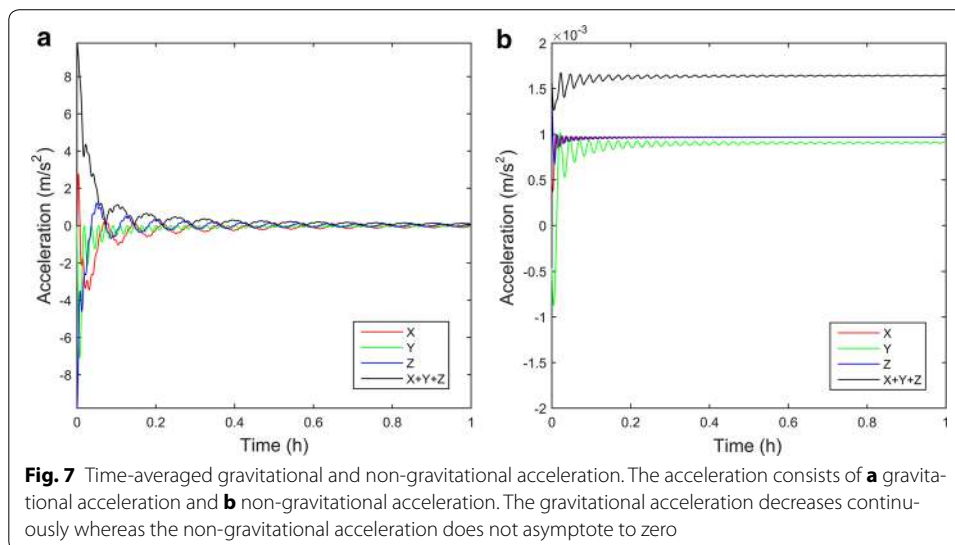 a
Acceleration (m/s²)
8
6
4
2
0
-2
-4
-6
-8
0
0.2
0.4
0.6
0.8
1
Time (h)
X
Y
Z
X+Y+Z
b
×10⁻³
Acceleration (m/s²)
2
1.5
1
0.5
0
-0.5
-1
-1.5
-2
0
0.2
0.4
0.6
0.8
1
Time (h)
X
Y
Z
X+Y+Z
Fig. 7 Time-averaged gravitational and non-gravitational acceleration. The acceleration consists of a gravita-
tional acceleration and b non-gravitational acceleration. The gravitational acceleration decreases continu-
ously whereas the non-gravitational acceleration does not asymptote to zero